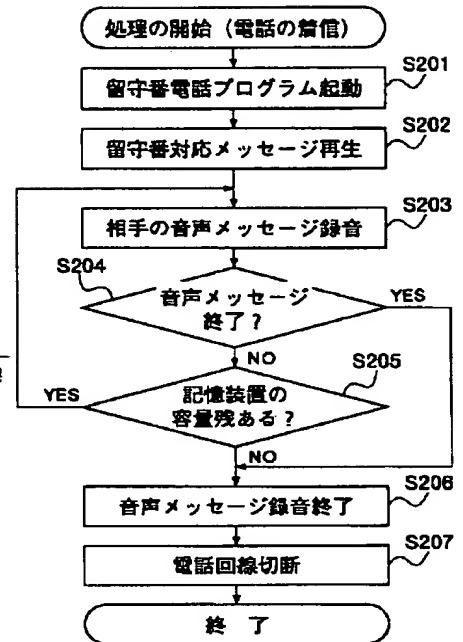 処理の開始（電話の着信）
S201
留守番電話プログラム起動
S202
留守番対応メッセージ再生
S203
相手の音声メッセージ録音
S204
音声メッセージ
終了？
YES
NO
S205
記憶装置の
容量残ある？
YES
NO
S206
音声メッセージ録音終了
S207
電話回線切断
終 了